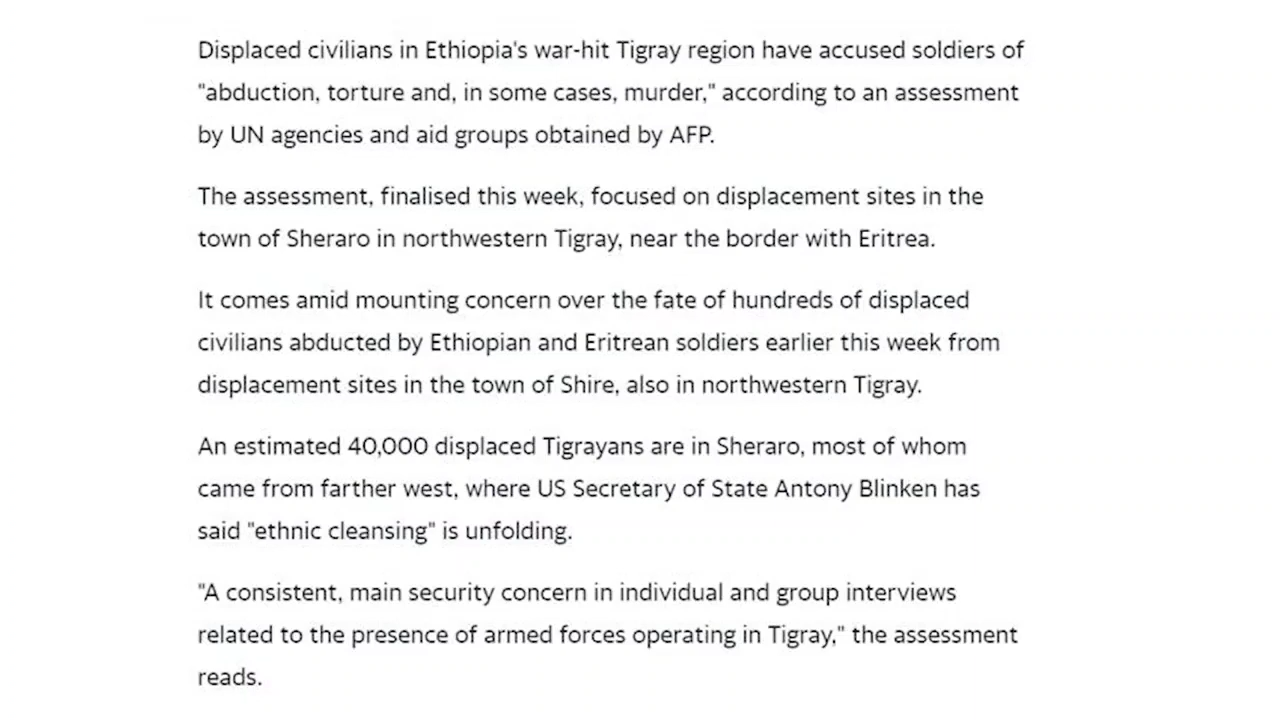 Displaced civilians in Ethiopia's war-hit Tigray region have accused soldiers of
"abduction, torture and, in some cases, murder," according to an assessment
by UN agencies and aid groups obtained by AFP.
The assessment, finalised this week, focused on displacement sites in the
town of Sheraro in northwestern Tigray, near the border with Eritrea.
It comes amid mounting concern over the fate of hundreds of displaced
civilians abducted by Ethiopian and Eritrean soldiers earlier this week from
displacement sites in the town of Shire, also in northwestern Tigray.
An estimated 40,000 displaced Tigrayans are in Sheraro, most of whom
came from farther west, where US Secretary of State Antony Blinken has
said "ethnic cleansing" is unfolding.
"A consistent, main security concern in individual and group interviews
related to the presence of armed forces operating in Tigray," the assessment
reads.